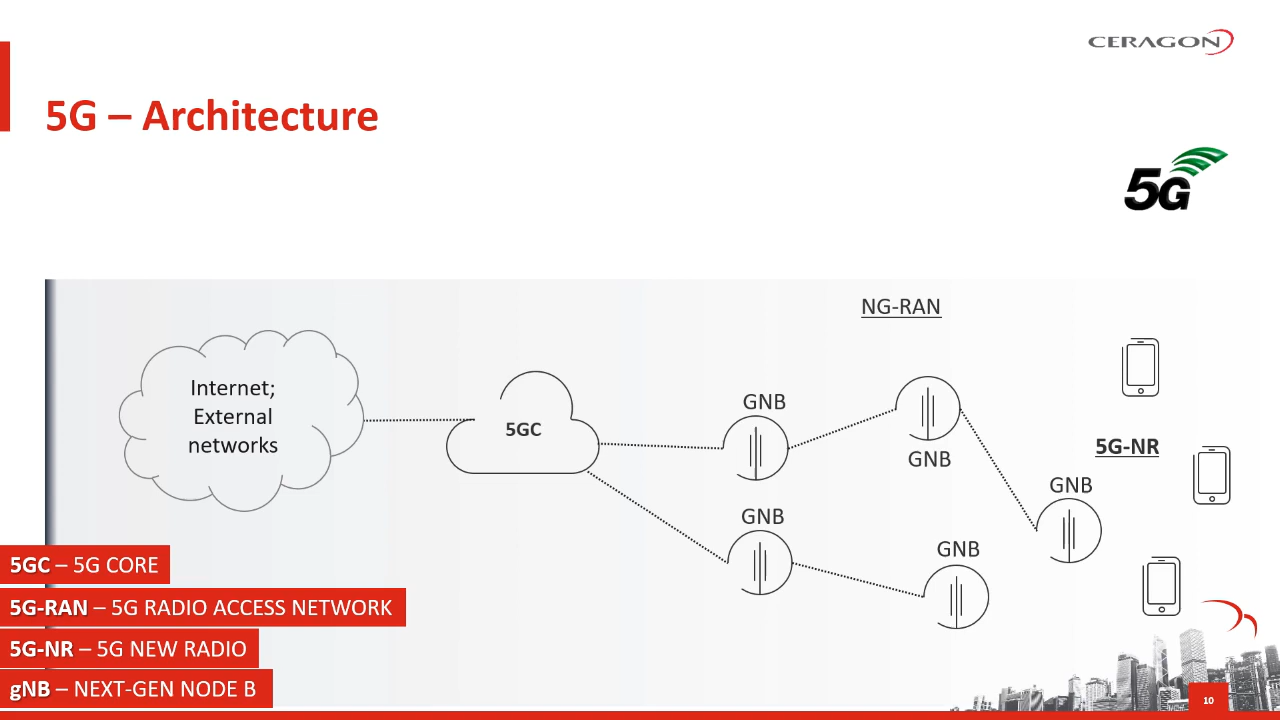 CERAGON
5G – Architecture
5G
NG-RAN
Internet;
External
networks
5GC
GNB
GNB
5G-NR
GNB
GNB
GNB
5GC – 5G CORE
5G-RAN – 5G RADIO ACCESS NETWORK
5G-NR – 5G NEW RADIO
gNB – NEXT-GEN NODE B
10